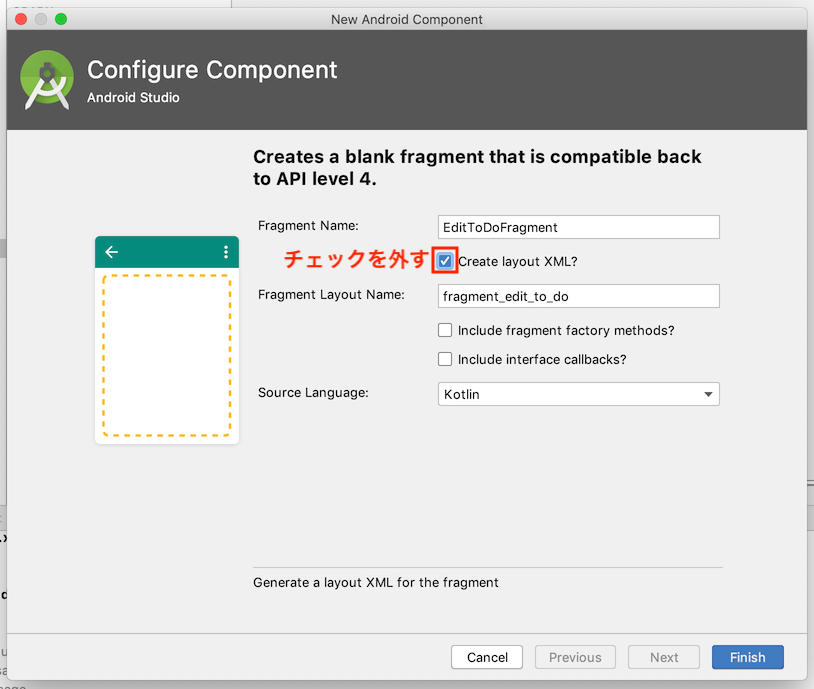 New Android Component
Configure Component
Android Studio
Creates a blank fragment that is compatible back
to API level 4.
Fragment Name:
EditToDoFragment
チェックを外す
Create layout XML?
Fragment Layout Name:
fragment_edit_to_do
Include fragment factory methods?
Include interface callbacks?
Source Language:
Kotlin
Generate a layout XML for the fragment
Cancel
Previous
Next
Finish